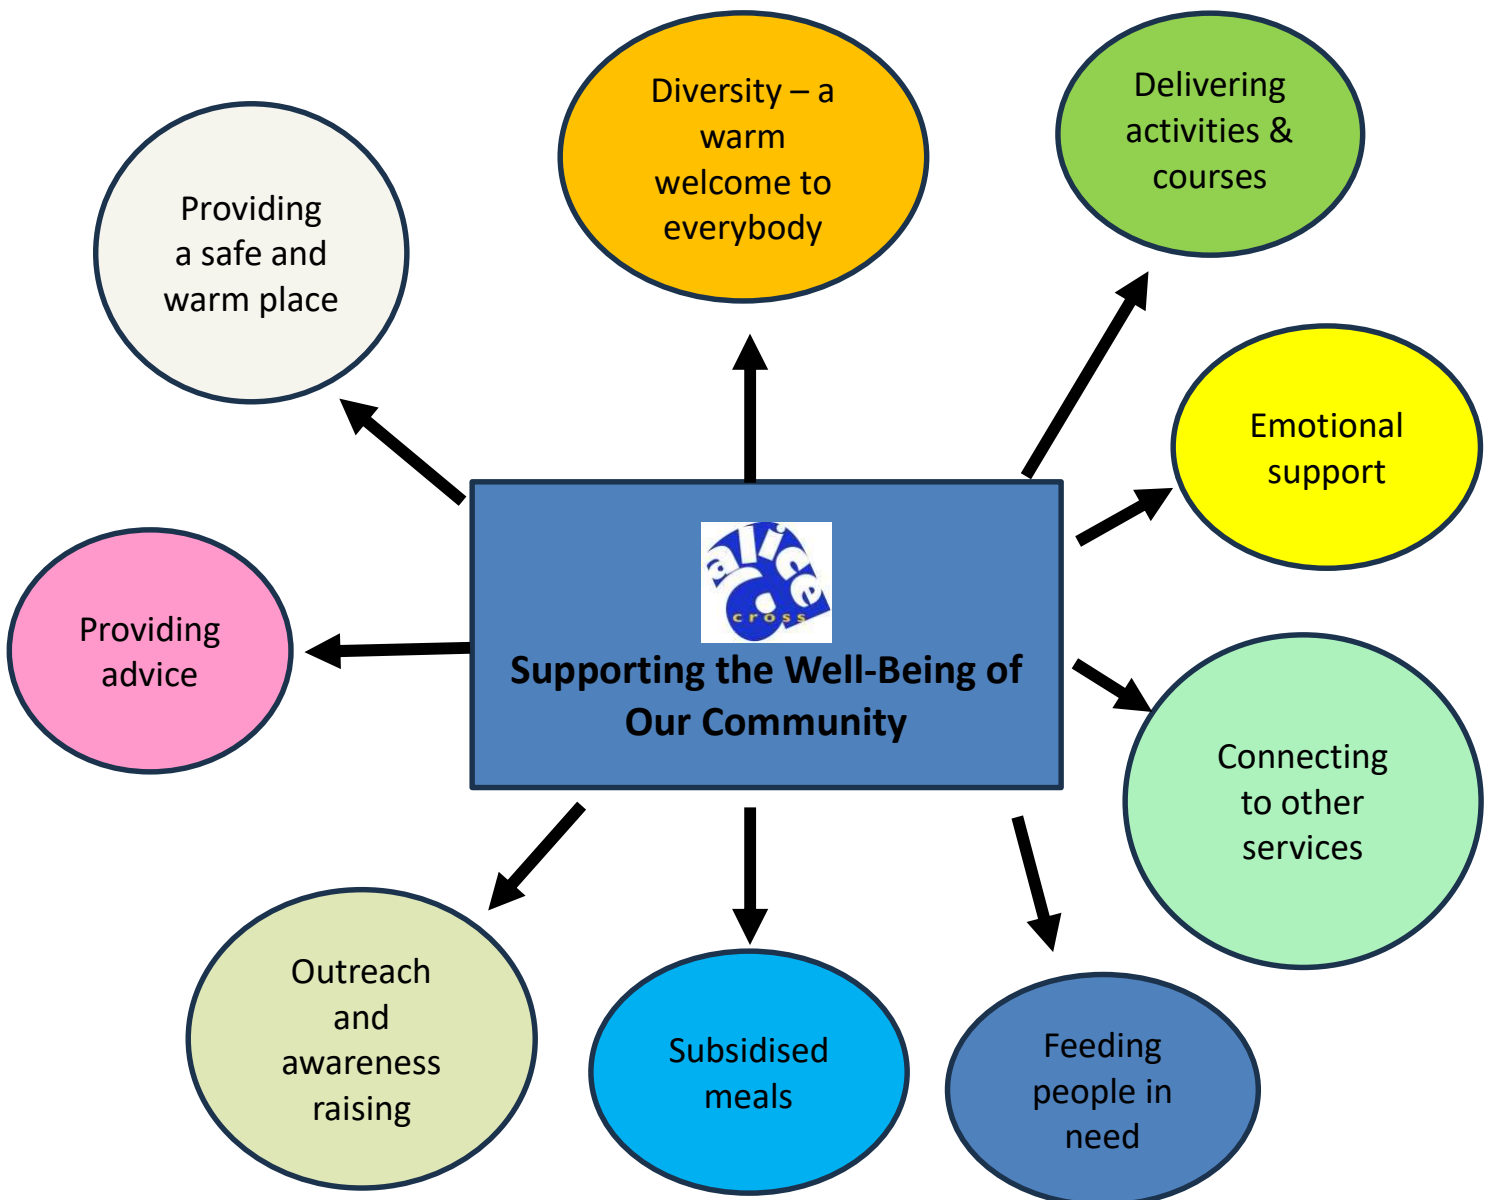 Diversity – a
warm
welcome to
everybody
Delivering
activities &
courses
Providing
a safe and
warm place
Emotional
support
alice
cross
Supporting the Well-Being of
Our Community
Providing
advice
Connecting
to other
services
Outreach
and
awareness
raising
Subsidised
meals
Feeding
people in
need